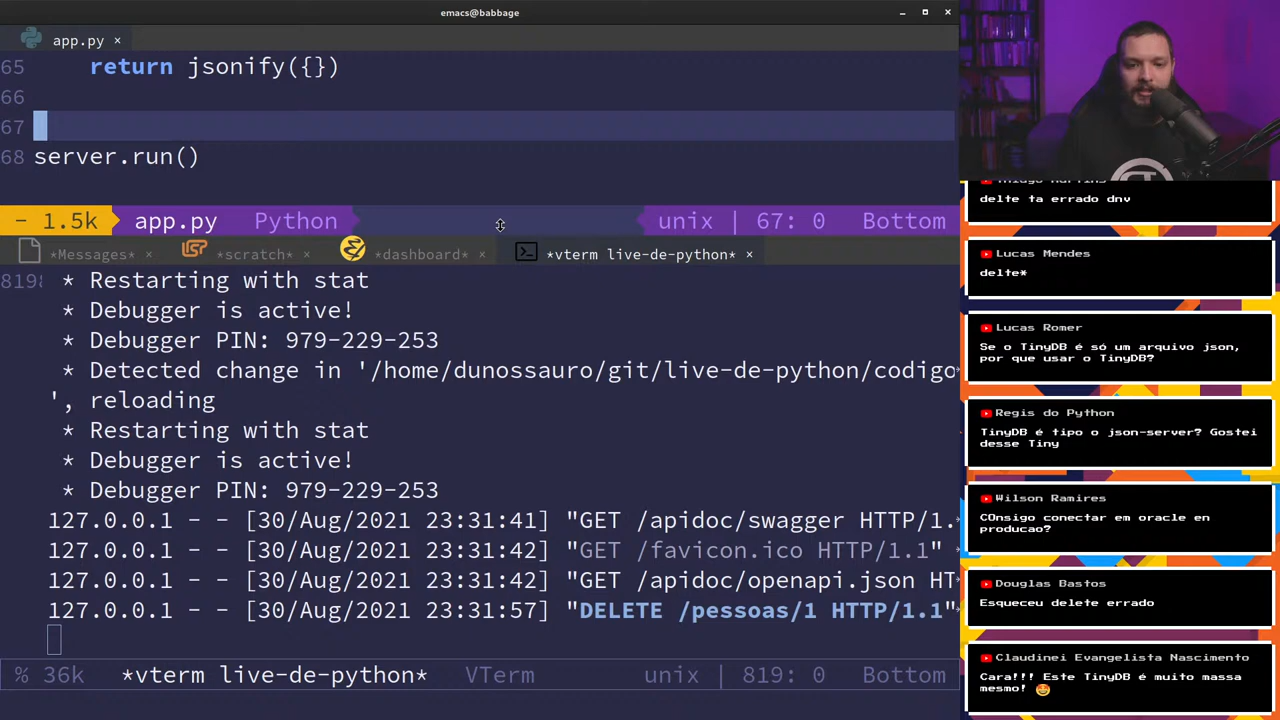 emacs@babbage
app.py ×
65 return jsonify({})
66
67
68 server.run()
- 1.5k app.py Python unix | 67: 0 Bottom
*Messages* × *scratch* × *dashboard* × *vterm live-de-python* ×
* Restarting with stat
* Debugger is active!
* Debugger PIN: 979-229-253
* Detected change in '/home/dunossauro/git/live-de-python/codigo
', reloading
* Restarting with stat
* Debugger is active!
* Debugger PIN: 979-229-253
127.0.0.1 - - [30/Aug/2021 23:31:41] "GET /apidoc/swagger HTTP/1.
127.0.0.1 - - [30/Aug/2021 23:31:42] "GET /favicon.ico HTTP/1.1"
127.0.0.1 - - [30/Aug/2021 23:31:42] "GET /apidoc/openapi.json HT
127.0.0.1 - - [30/Aug/2021 23:31:57] "DELETE /pessoas/1 HTTP/1.1"
% 36k *vterm live-de-python* VTerm unix | 819: 0 Bottom
delte ta errado dnv
Lucas Mendes
delte*
Lucas Romer
Se o TinyDB é só um arquivo json,
por que usar o TinyDB?
Regis do Python
TinyDB é tipo o json-server? Gostei
desse Tiny
Wilson Ramires
COnsigo conectar em oracle en
producao?
Douglas Bastos
Esqueceu delete errado
Claudinei Evangelista Nascimento
Cara!!! Este TinyDB é muito massa
mesmo! 🤩